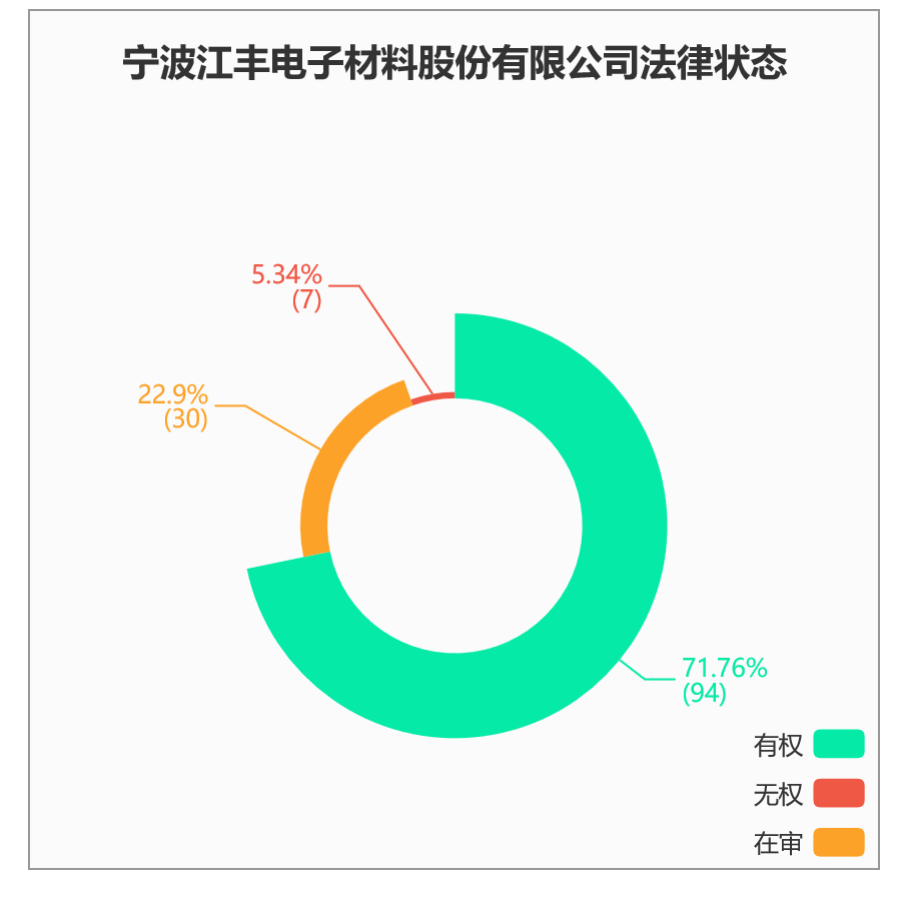 宁波江丰电子材料股份有限公司法律状态
5.34%
(7)
22.9%
(30)
71.76%
(94)
有权
无权
在审